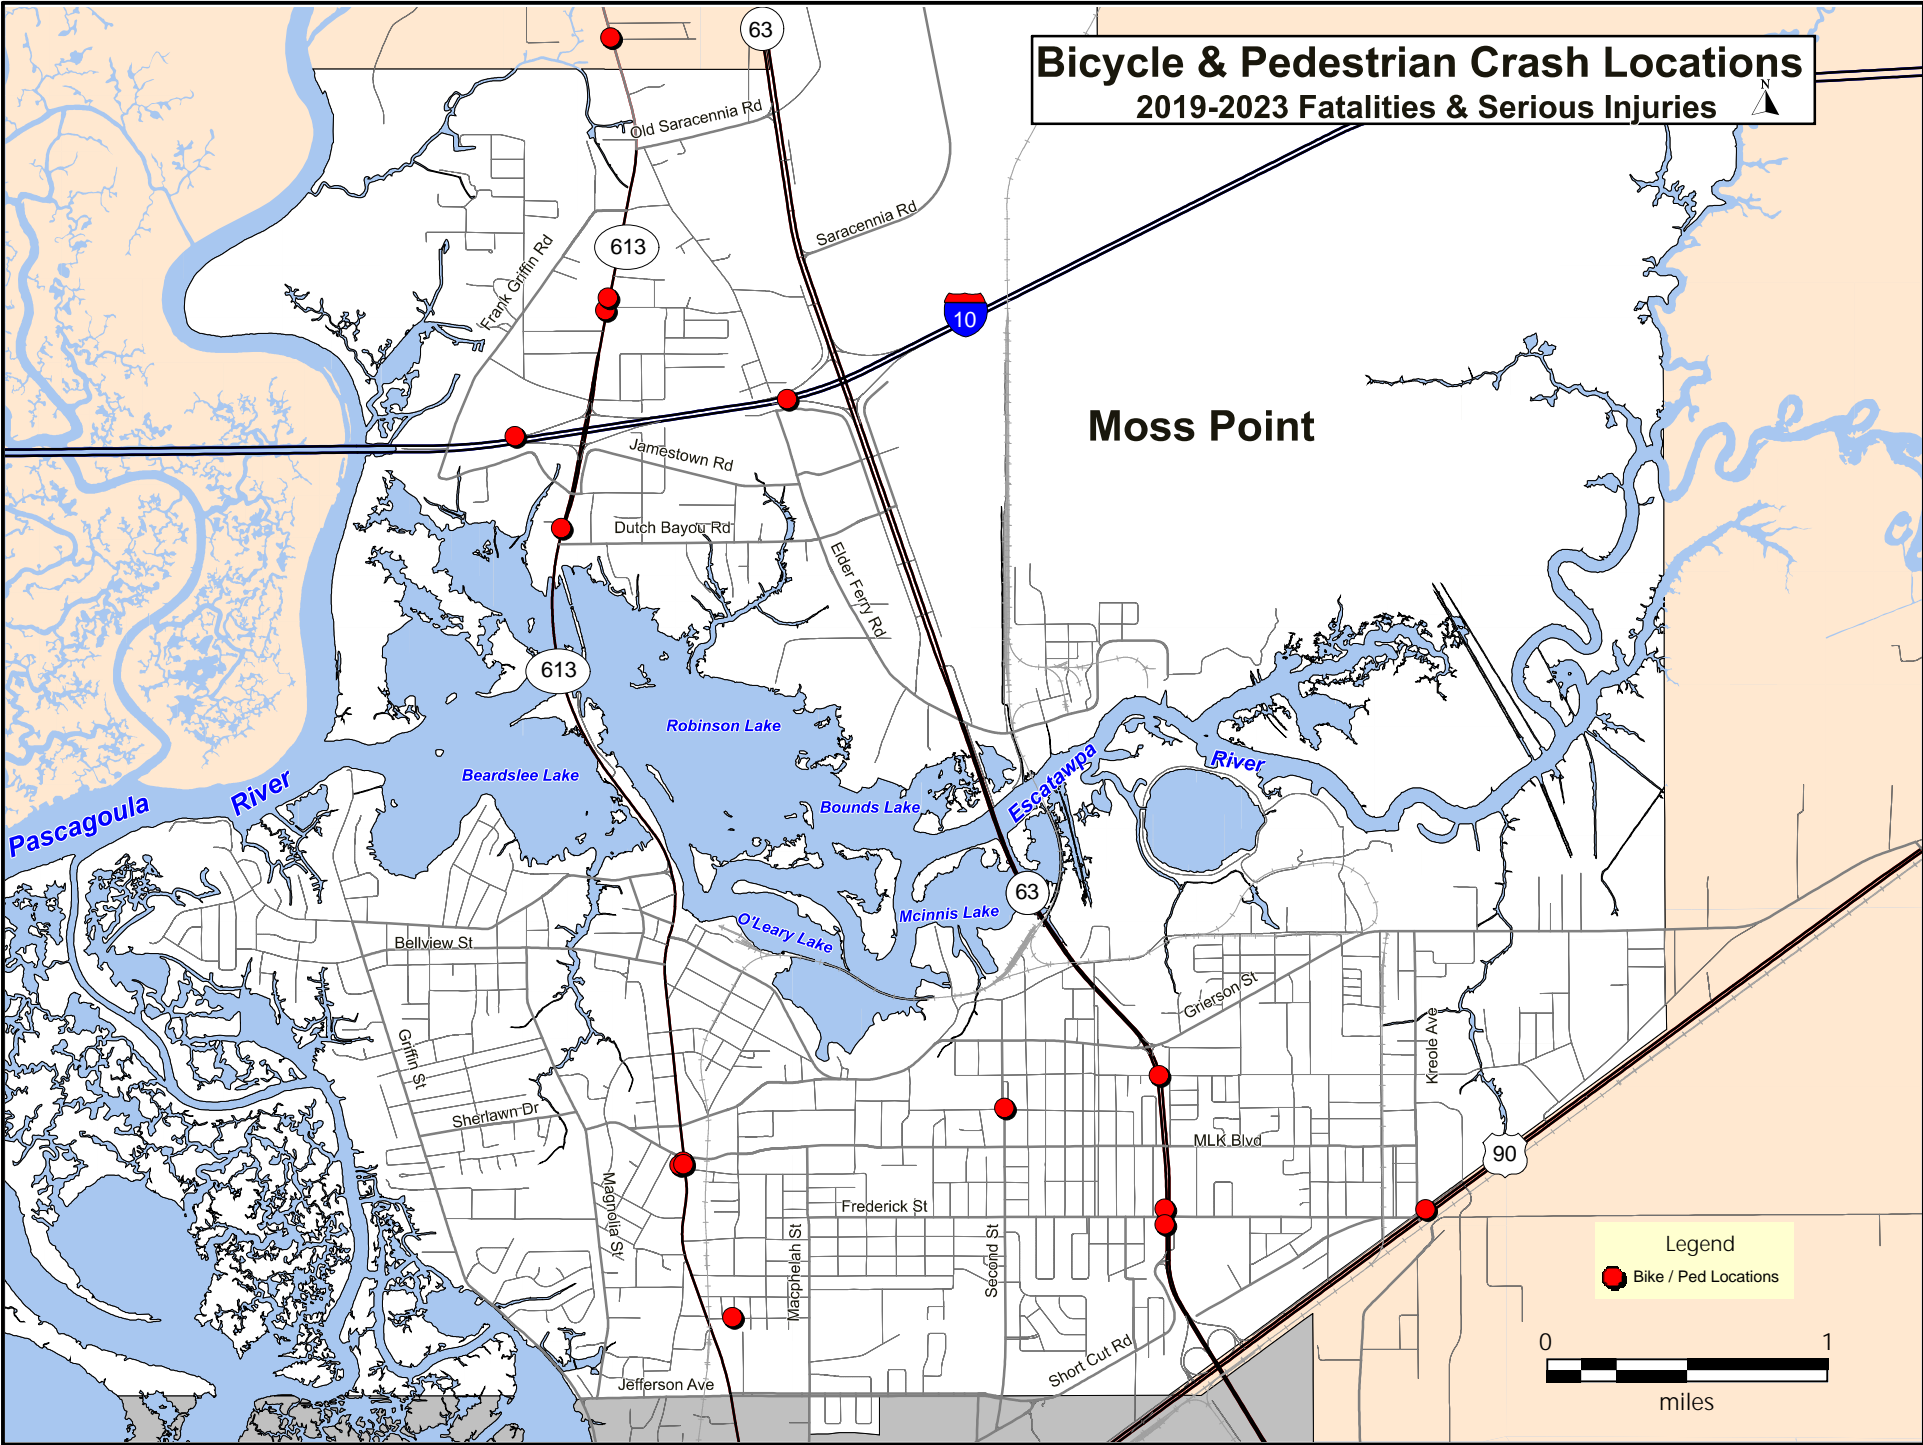 63
Bicycle & Pedestrian Crash Locations
2019-2023 Fatalities & Serious Injuries
N
Old Saracennia Rd
Saracennia Rd
613
Frank Griffin Rd
10
Moss Point
Jamestown Rd
Dutch Bayou Rd
Elder Ferry Rd
613
Robinson Lake
Beardslee Lake
Bounds Lake
Escatawpa
River
Pascagoula
River
63
Mcinnis Lake
O'Leary Lake
Bellview St
Grierson St
Griffin St
Kreole Ave
Sherlawn Dr
MLK Blvd
90
Magnolia St
Frederick St
Macphelah St
Second St
Short Cut Rd
Jefferson Ave
Legend
Bike / Ped Locations
0 1
miles